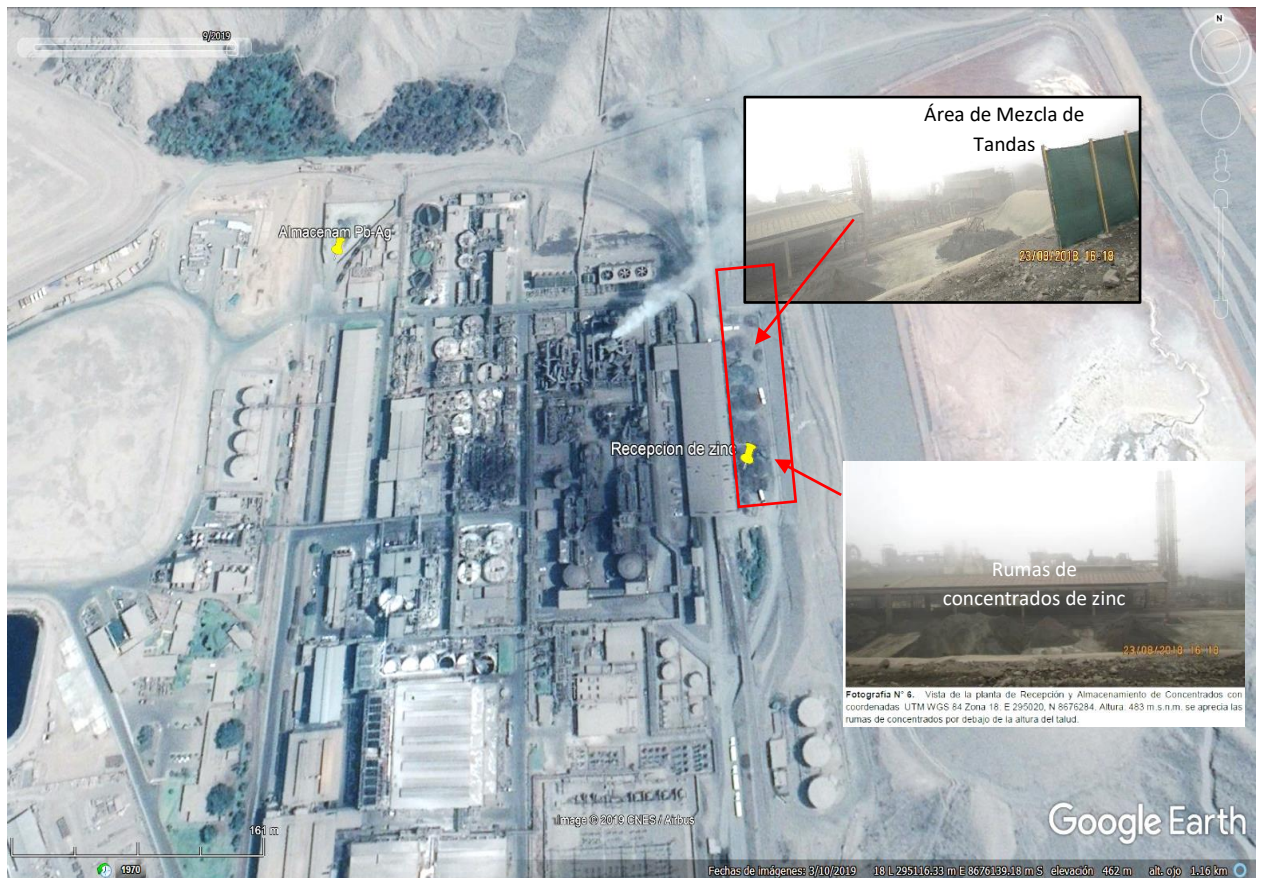 9/2019
N
Área de Mezcla de
Tandas
23/08/2018 16:18
Almacenam Pb-Ag
Recepcion de zinc
Rumas de
concentrados de zinc
23/08/2018 16:18
Fotografía N° 6. Vista de la planta de Recepción y Almacenamiento de Concentrados con
coordenadas UTM WGS 84 Zona 18. E 295020, N 8676284. Altura. 483 m.s.n.m. se aprecia las
rumas de concentrados por debajo de la altura del talud.
Image © 2019 CNES / Airbus
Google Earth
161 m
1970
Fechas de imágenes: 3/10/2019 18 L 295116.33 m E 8676139.18 m S elevación 462 m alt. ojo 1.16 km